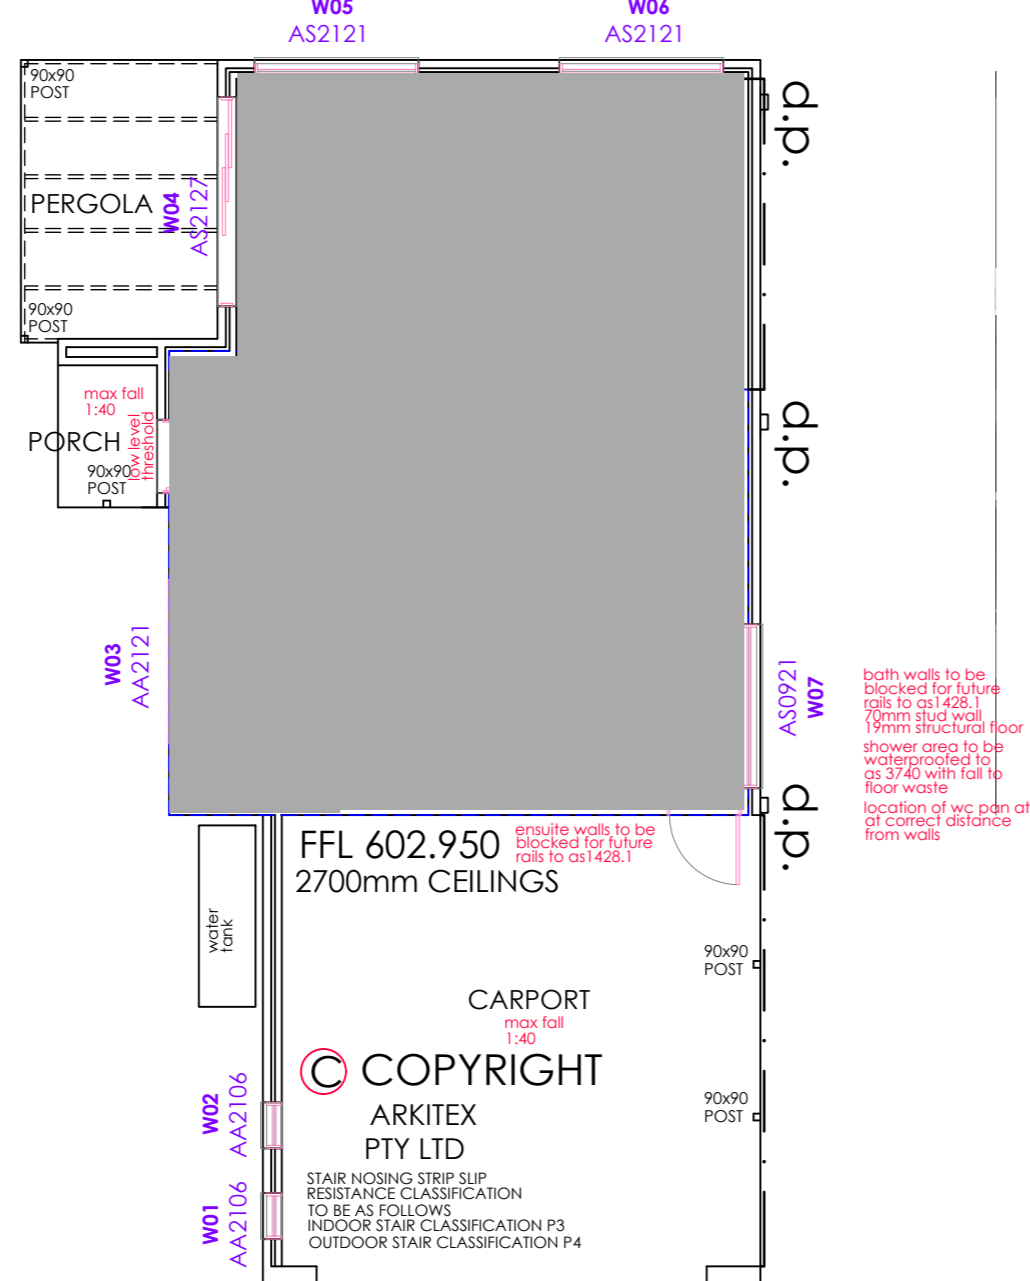 W05
AS2121
W06
AS2121
90x90
POST
d.p.
PERGOLA
W04
AS2127
90x90
POST
max fall
1:40
low level
threshold
PORCH
90x90
POST
d.p.
W03
AA2121
AS0921
W07
bath walls to be
blocked for future
rails to as1428.1
70mm stud wall
19mm structural floor
shower area to be
waterproofed to
as 3740 with fall to
floor waste
location of wc pan at
at correct distance
from walls
d.p.
FFL 602.950
2700mm CEILINGS
ensuite walls to be
blocked for future
rails to as1428.1
water
tank
90x90
POST
CARPORT
max fall
1:40
© COPYRIGHT
ARKITEX
PTY LTD
90x90
POST
W02
AA2106
STAIR NOSING STRIP SLIP
RESISTANCE CLASSIFICATION
TO BE AS FOLLOWS
INDOOR STAIR CLASSIFICATION P3
OUTDOOR STAIR CLASSIFICATION P4
W01
AA2106